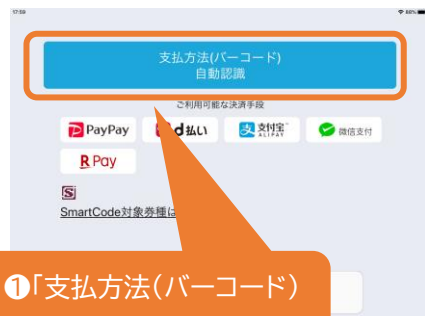 17:59 88%
支払方法(バーコード)
自動認識
ご利用可能な決済手段
PayPay d払い 支付宝 ALIPAY 微信支付
R Pay
S
SmartCode対象券種は
❶「支払方法(バーコード)